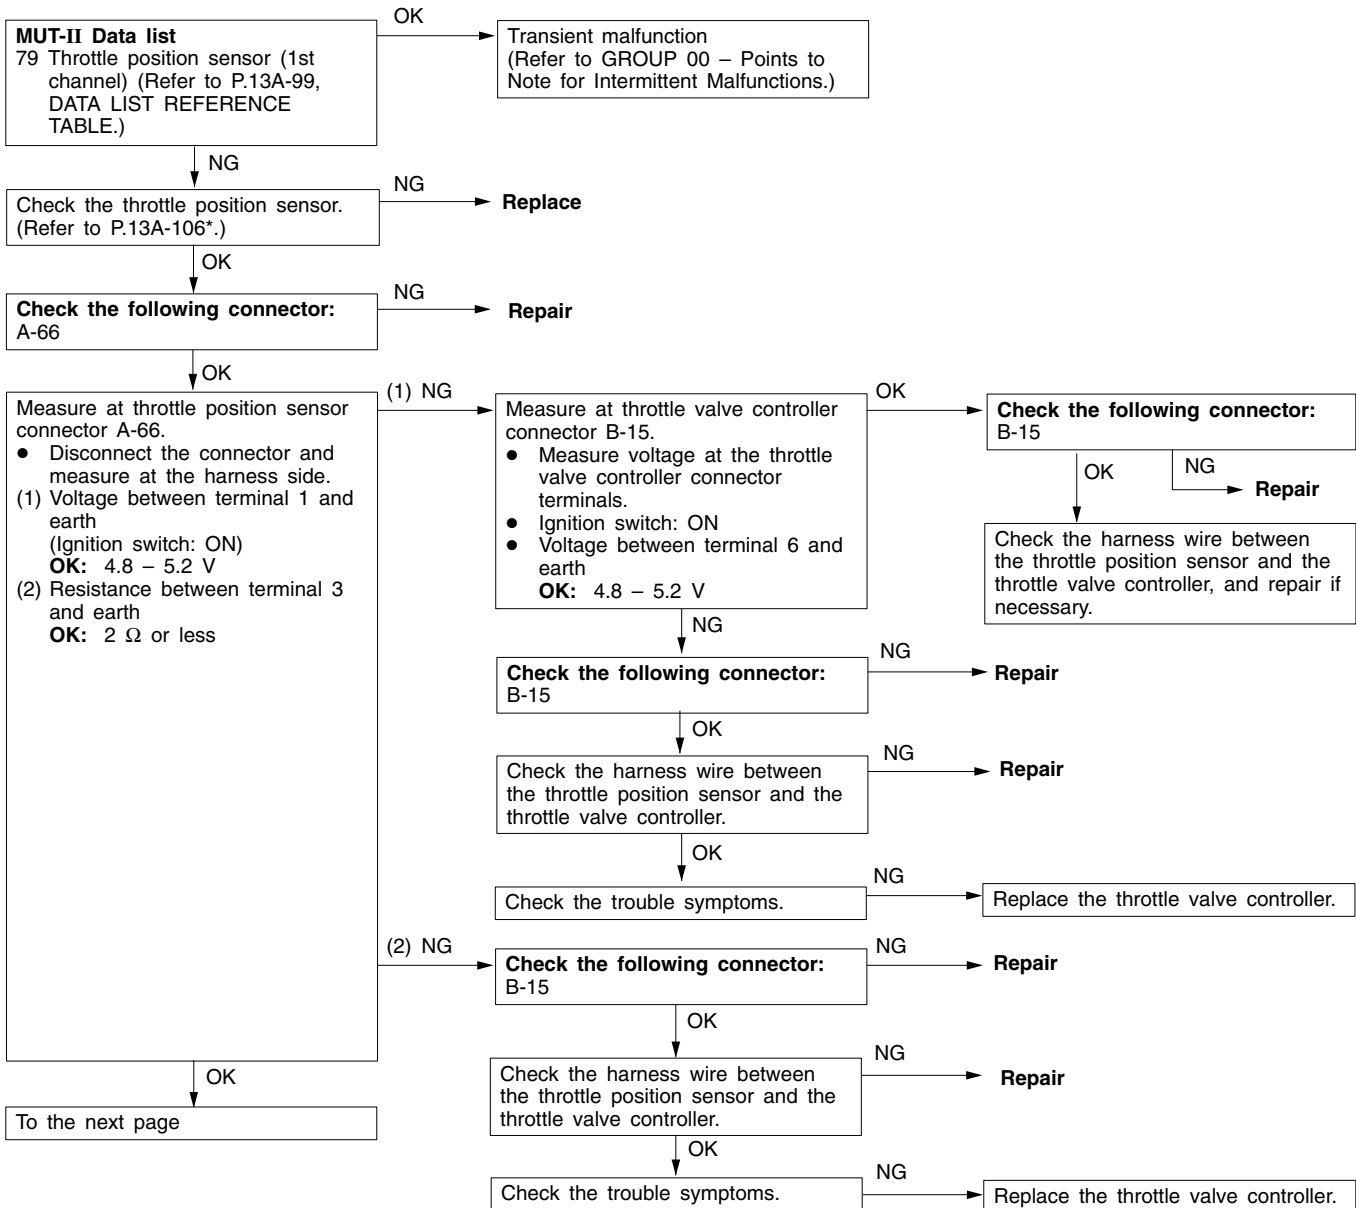 MUT-II Data list
79 Throttle position sensor (1st
channel) (Refer to P.13A-99,
DATA LIST REFERENCE
TABLE.)
OK
Transient malfunction
(Refer to GROUP 00 – Points to
Note for Intermittent Malfunctions.)
NG
Check the throttle position sensor.
(Refer to P.13A-106*.)
NG
Replace
OK
Check the following connector:
A-66
NG
Repair
OK
Measure at throttle position sensor
connector A-66.
● Disconnect the connector and
measure at the harness side.
(1) Voltage between terminal 1 and
earth
(Ignition switch: ON)
OK: 4.8 – 5.2 V
(2) Resistance between terminal 3
and earth
OK: 2 Ω or less
(1) NG
Measure at throttle valve controller
connector B-15.
● Measure voltage at the throttle
valve controller connector
terminals.
● Ignition switch: ON
● Voltage between terminal 6 and
earth
OK: 4.8 – 5.2 V
OK
Check the following connector:
B-15
OK
NG
Repair
Check the harness wire between
the throttle position sensor and the
throttle valve controller, and repair if
necessary.
NG
Check the following connector:
B-15
NG
Repair
OK
Check the harness wire between
the throttle position sensor and the
throttle valve controller.
NG
Repair
OK
Check the trouble symptoms.
NG
Replace the throttle valve controller.
(2) NG
Check the following connector:
B-15
NG
Repair
OK
Check the harness wire between
the throttle position sensor and the
throttle valve controller.
NG
Repair
OK
Check the trouble symptoms.
NG
Replace the throttle valve controller.
OK
To the next page